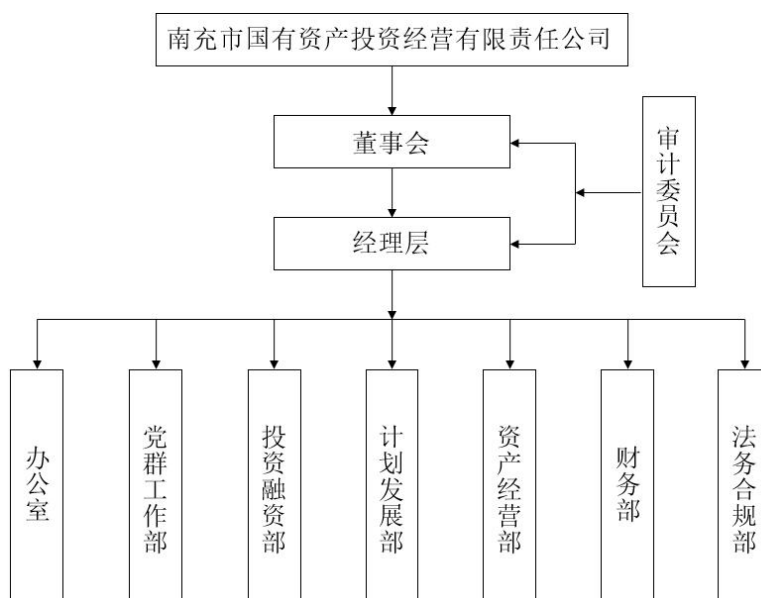 南充市国有资产投资经营有限责任公司
董事会
审计委员会
经理层
办公室
党群工作部
投资融资部
计划发展部
资产经营部
财务部
法务合规部